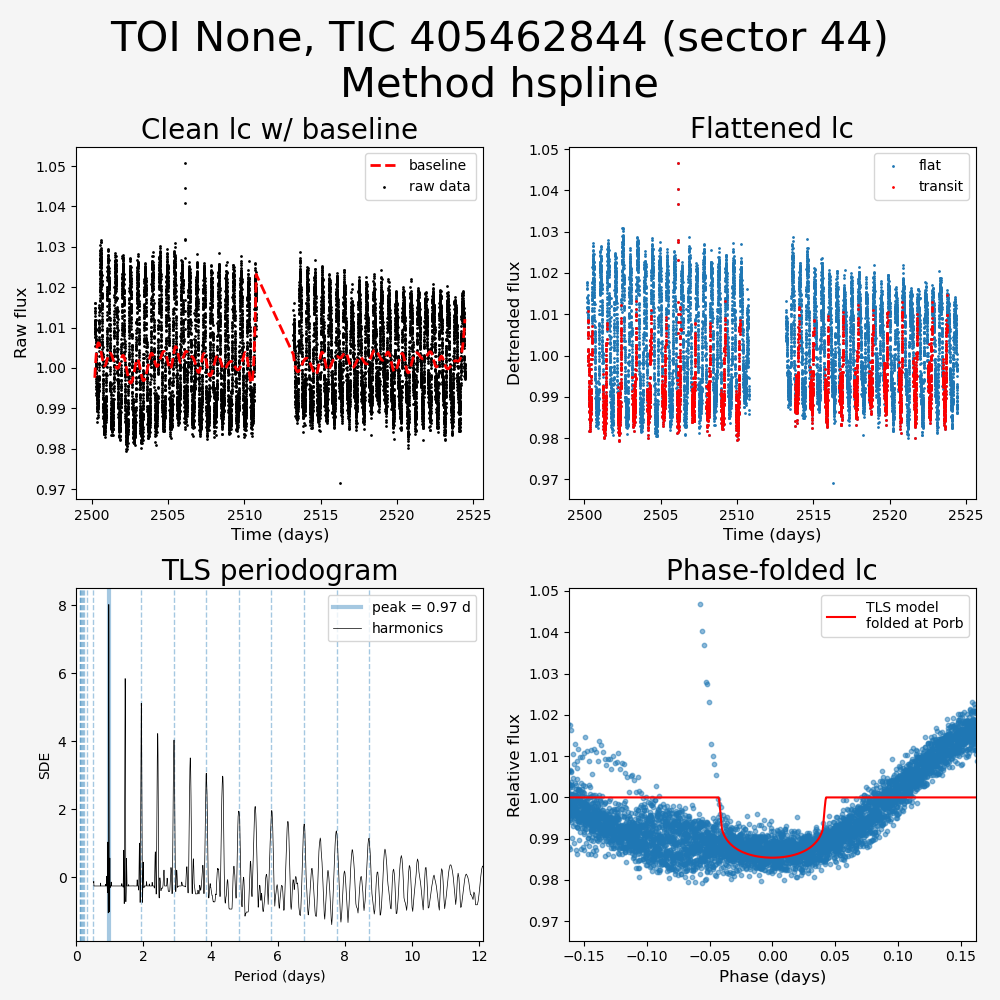 TOI None, TIC 405462844 (sector 44)
Method hspline
Clean lc w/ baseline
Flattened lc
1.05
1.04
1.03
1.02
1.01
1.00
0.99
0.98
0.97
Raw flux
baseline
raw data
2500
2505
2510
2515
2520
2525
Time (days)
1.05
1.04
1.03
1.02
1.01
1.00
0.99
0.98
0.97
Detrended flux
flat
transit
2500
2505
2510
2515
2520
2525
Time (days)
TLS periodogram
Phase-folded lc
8
6
4
2
0
SDE
peak = 0.97 d
harmonics
0
2
4
6
8
10
12
Period (days)
1.05
1.04
1.03
1.02
1.01
1.00
0.99
0.98
0.97
Relative flux
TLS model
folded at Porb
−0.15
−0.10
−0.05
0.00
0.05
0.10
0.15
Phase (days)